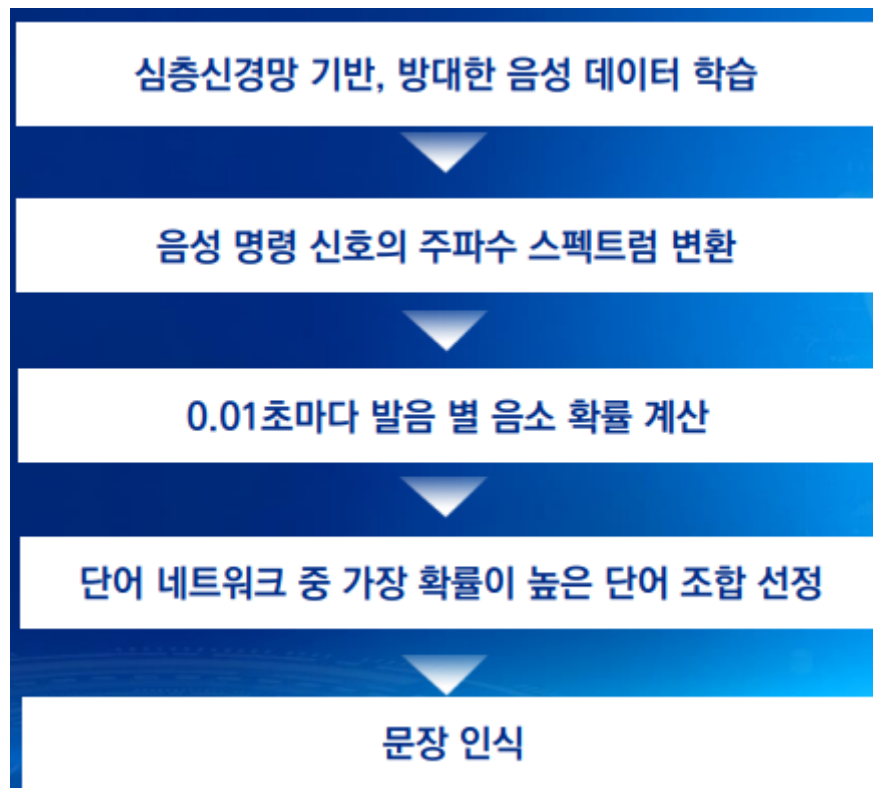 심층신경망 기반, 방대한 음성 데이터 학습
음성 명령 신호의 주파수 스펙트럼 변환
0.01초마다 발음 별 음소 확률 계산
단어 네트워크 중 가장 확률이 높은 단어 조합 선정
문장 인식